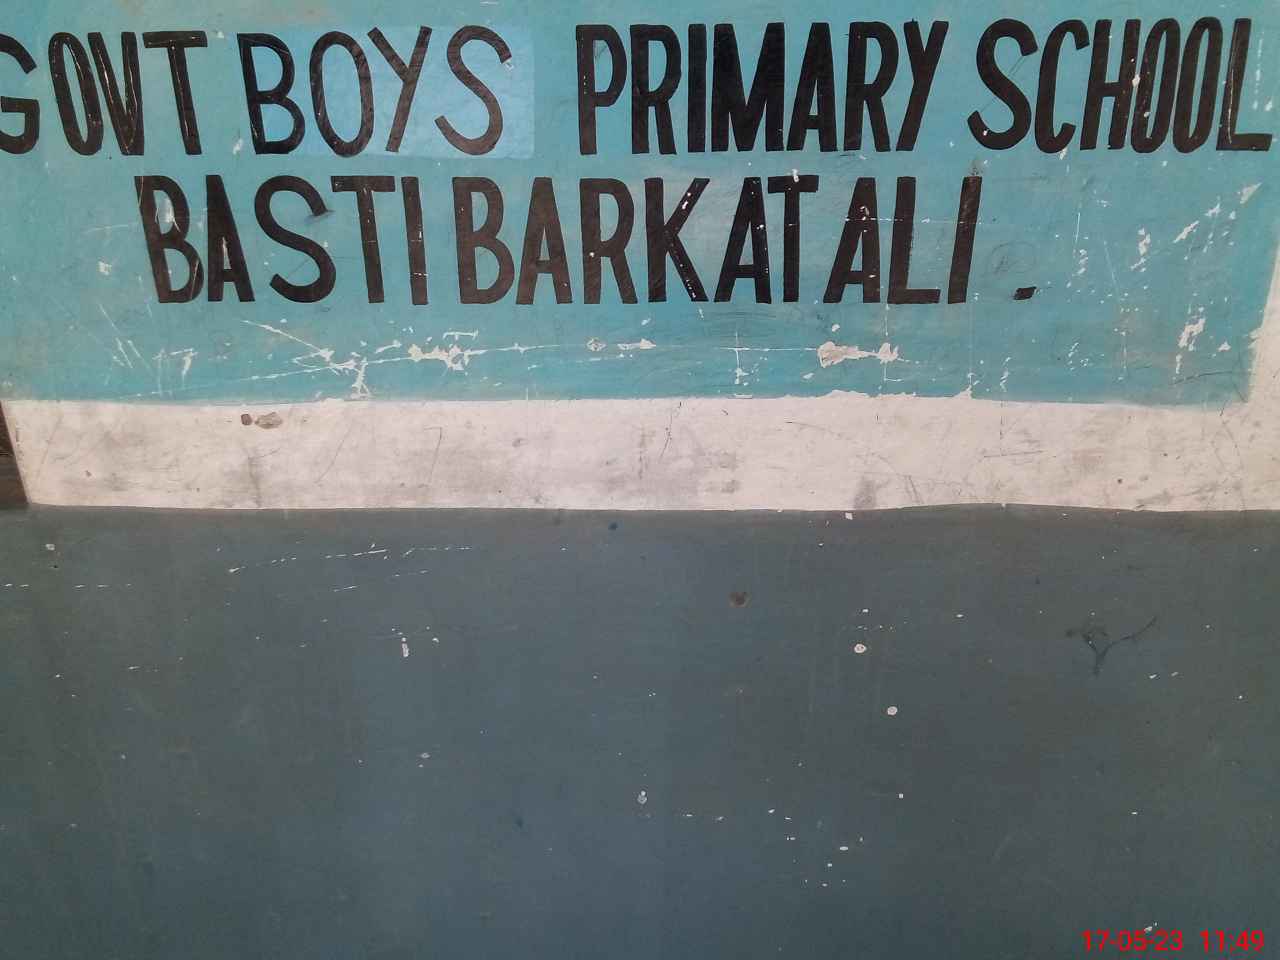 GOVT BOYS PRIMARY SCHOOL
BASTI BARKAT ALI.
17-05-23 11:49